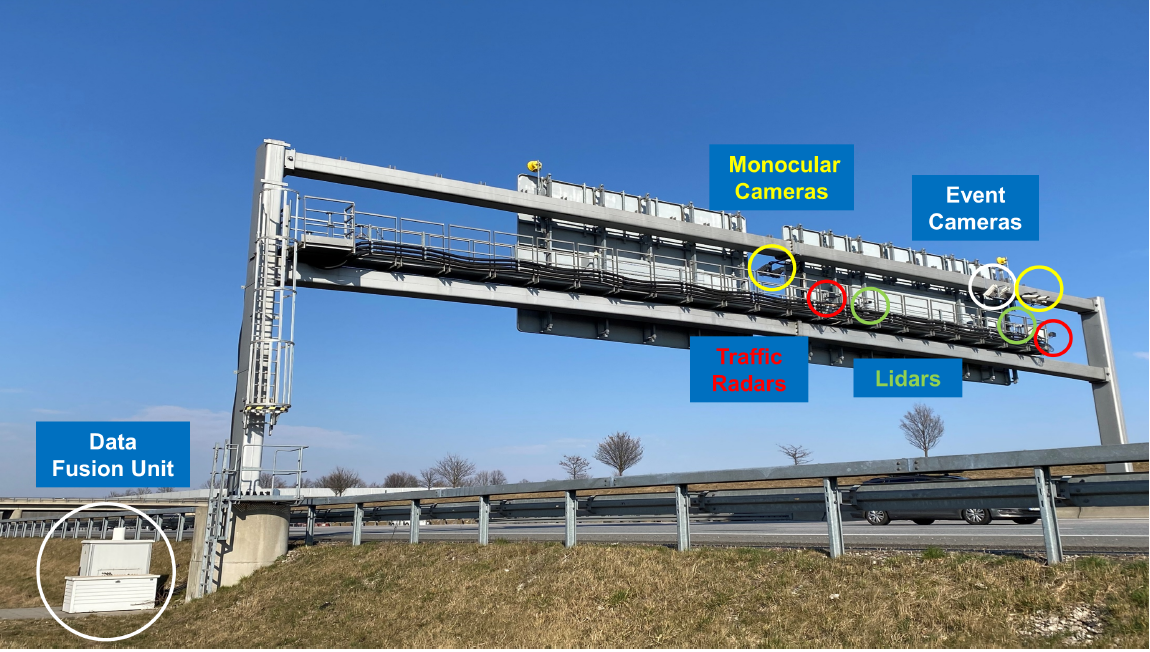 Monocular
Cameras
Event
Cameras
Traffic
Radars
Lidars
Data
Fusion Unit